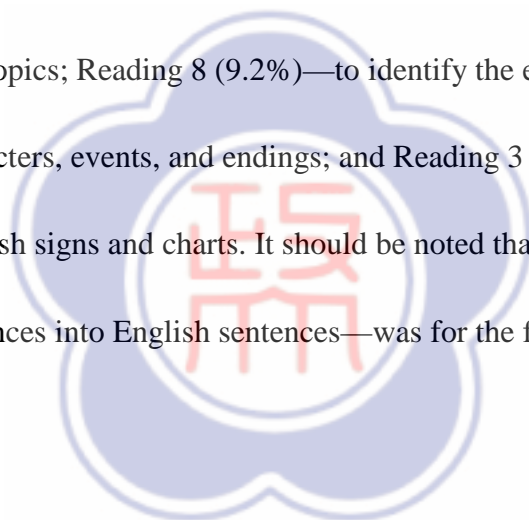 opics; Reading 8 (9.2%)—to identify the e
cters, events, and endings; and Reading 3
sh signs and charts. It should be noted tha
nces into English sentences—was for the f